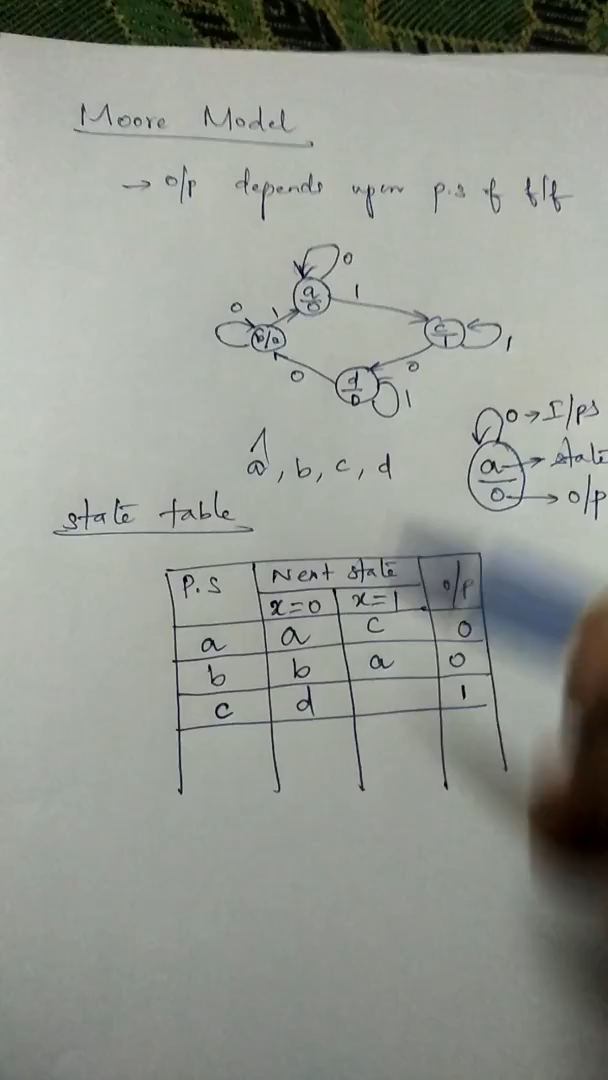 Moore Model
→ o/p depends upon p.s of f/f
0
a/0
1
0
1
b/0
c/1
1
0
0
d/0
1
0 → I/ps
a → state
0 → o/p
a, b, c, d
state table
P.S Next state o/p
x=0 x=1
a a c 0
b b a 0
c d 1